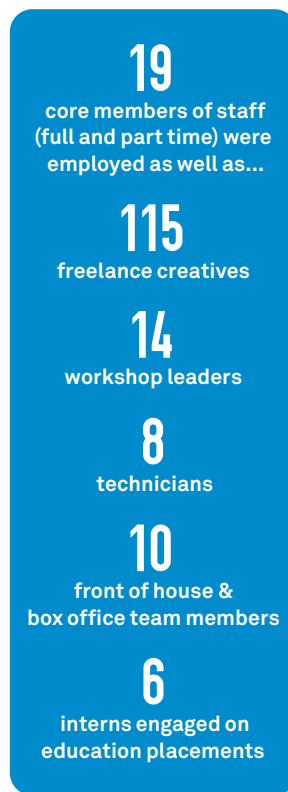 19
core members of staff
(full and part time) were
employed as well as...
115
freelance creatives
14
workshop leaders
8
technicians
10
front of house &
box office team members
6
interns engaged on
education placements